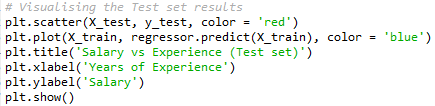 # Visualising the Test set results
plt.scatter(X_test, y_test, color = 'red')
plt.plot(X_train, regressor.predict(X_train), color = 'blue')
plt.title('Salary vs Experience (Test set)')
plt.xlabel('Years of Experience')
plt.ylabel('Salary')
plt.show()